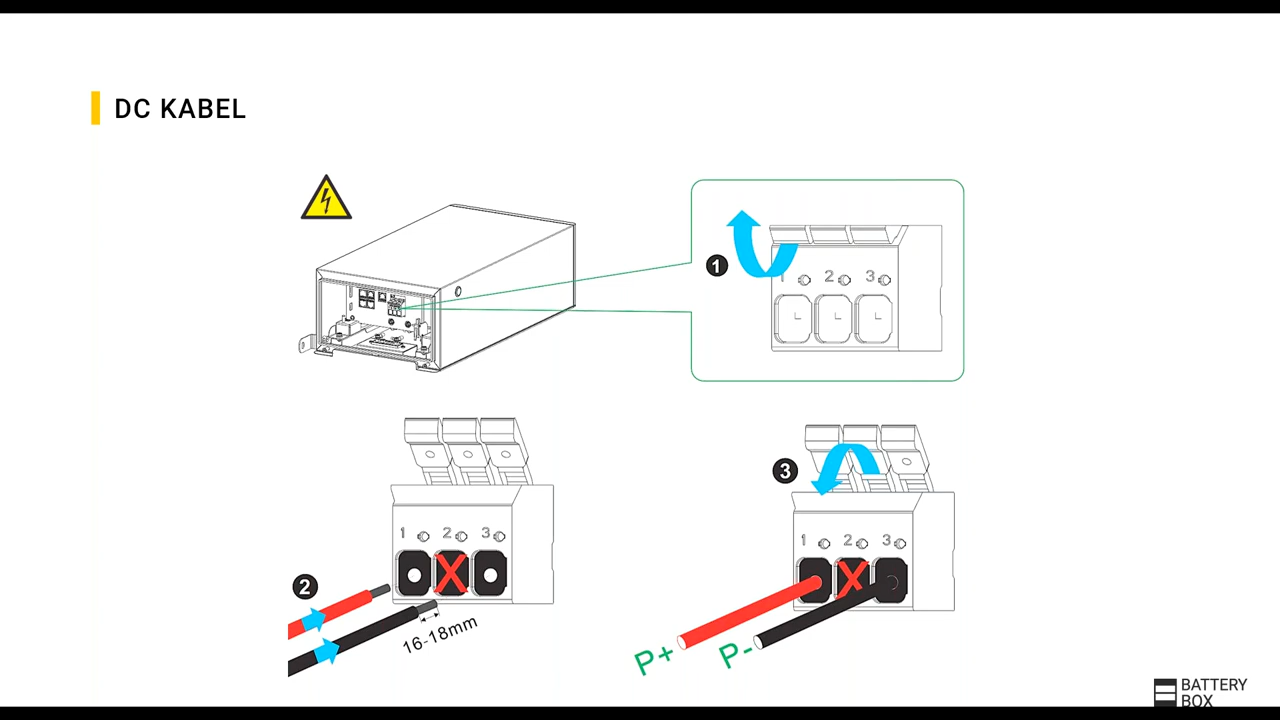 DC KABEL
1
1 2 3
1 2 3
2
16-18mm
3
1 2 3
P+
P-
BATTERY
BOX